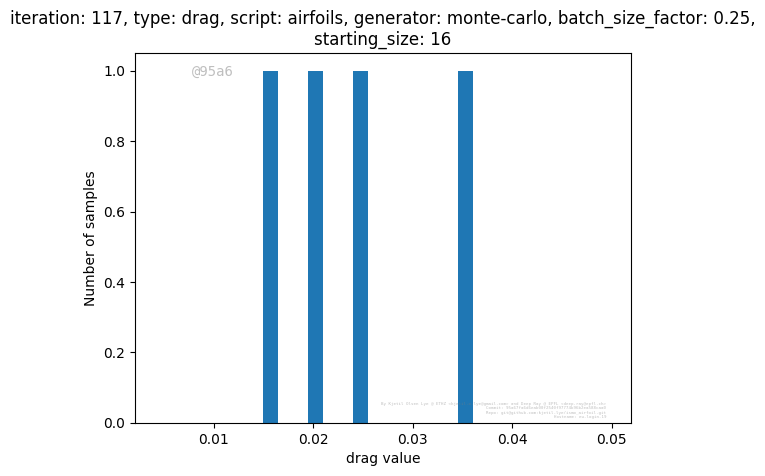 iteration: 117, type: drag, script: airfoils, generator: monte-carlo, batch_size_factor: 0.25,
starting_size: 16
@95a6
1.0
0.8
0.6
0.4
0.2
0.0
Number of samples
0.01
0.02
0.03
0.04
0.05
drag value